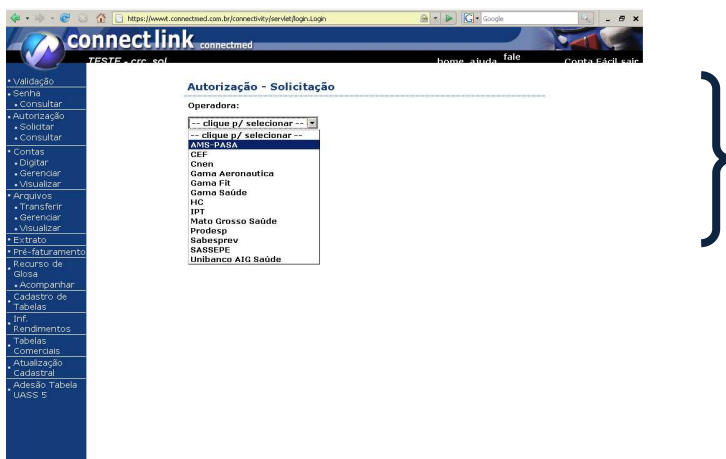 https://wwwt.connectmed.com.br/connectivity/servlet/login.Login
Google
connectlink connectmed
TESTE - crc_sol
home ajuda fale Conta Fácil sair
Validação
Senha
Consultar
Autorização
Solicitar
Consultar
Contas
Digitar
Gerenciar
Visualizar
Arquivos
Transferir
Gerenciar
Visualizar
Extrato
Pré-faturamento
Recurso de
Glosa
Acompanhar
Cadastro de
Tabelas
Inf.
Rendimentos
Tabelas
Comerciais
Atualização
Cadastral
Adesão Tabela
UASS 5
Autorização - Solicitação
Operadora:
-- clique p/ selecionar --
-- clique p/ selecionar --
AMS-PASA
CEF
Cnen
Gama Aeronautica
Gama Fit
Gama Saúde
HC
IPT
Mato Grosso Saúde
Prodesp
Sabesprev
SASSEPE
Unibanco AIG Saúde